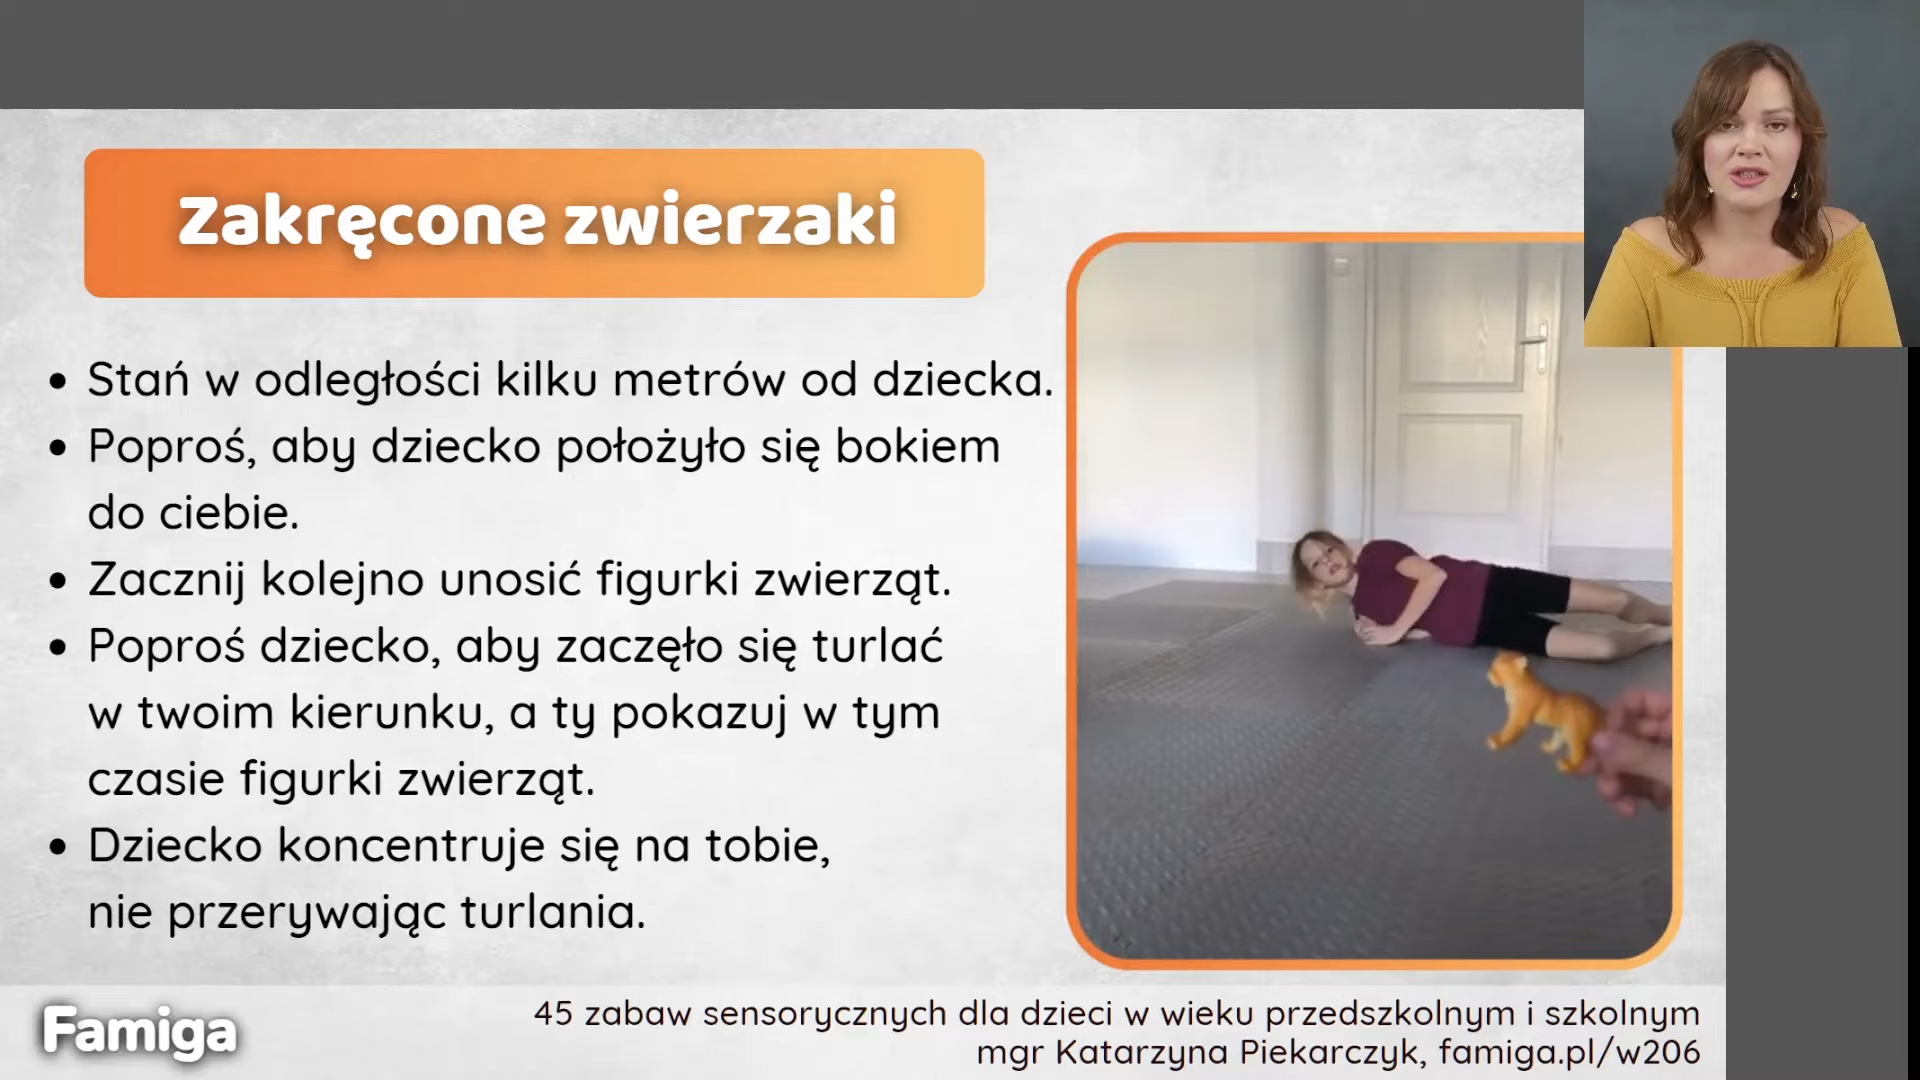 Zakręcone zwierzaki
Stań w odległości kilku metrów od dziecka.
Poproś, aby dziecko położyło się bokiem
do ciebie.
Zacznij kolejno unosić figurki zwierząt.
Poproś dziecko, aby zaczęło się turlać
w twoim kierunku, a ty pokazuj w tym
czasie figurki zwierząt.
Dziecko koncentruje się na tobie,
nie przerywając turlania.
Famiga
45 zabaw sensorycznych dla dzieci w wieku przedszkolnym i szkolnym
mgr Katarzyna Piekarczyk, famiga.pl/w206